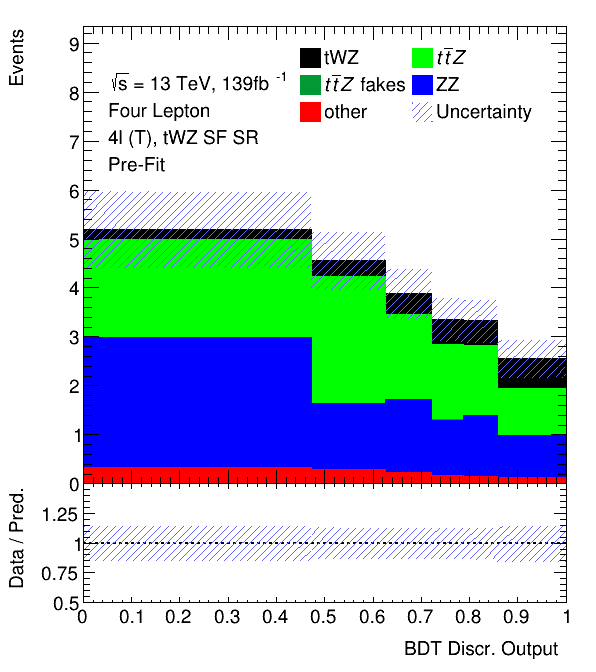 Events
9
8
7
6
5
4
3
2
1
0
√s = 13 TeV, 139fb -1
Four Lepton
4l (T), tWZ SF SR
Pre-Fit
tWZ
tt̄Z
tt̄Z fakes
ZZ
other
Uncertainty
Data / Pred.
1.25
1
0.75
0.5
0 0.1 0.2 0.3 0.4 0.5 0.6 0.7 0.8 0.9 1
BDT Discr. Output